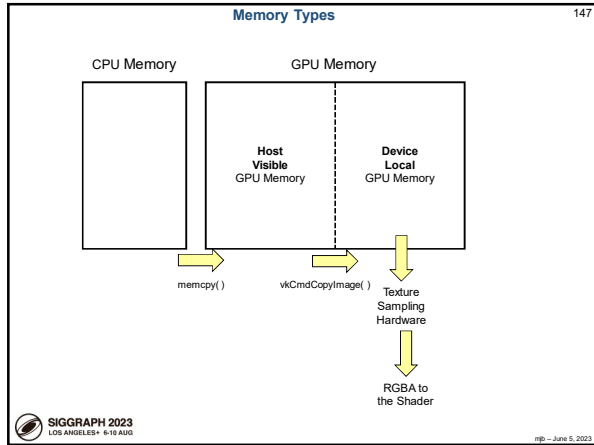 Memory Types
147
CPU Memory
GPU Memory
Host
Visible
GPU Memory
Device
Local
GPU Memory
memcpy( )
vkCmdCopyImage( )
Texture
Sampling
Hardware
RGBA to
the Shader
SIGGRAPH 2023
LOS ANGELES+ 6-10 AUG
mjb – June 5, 2023